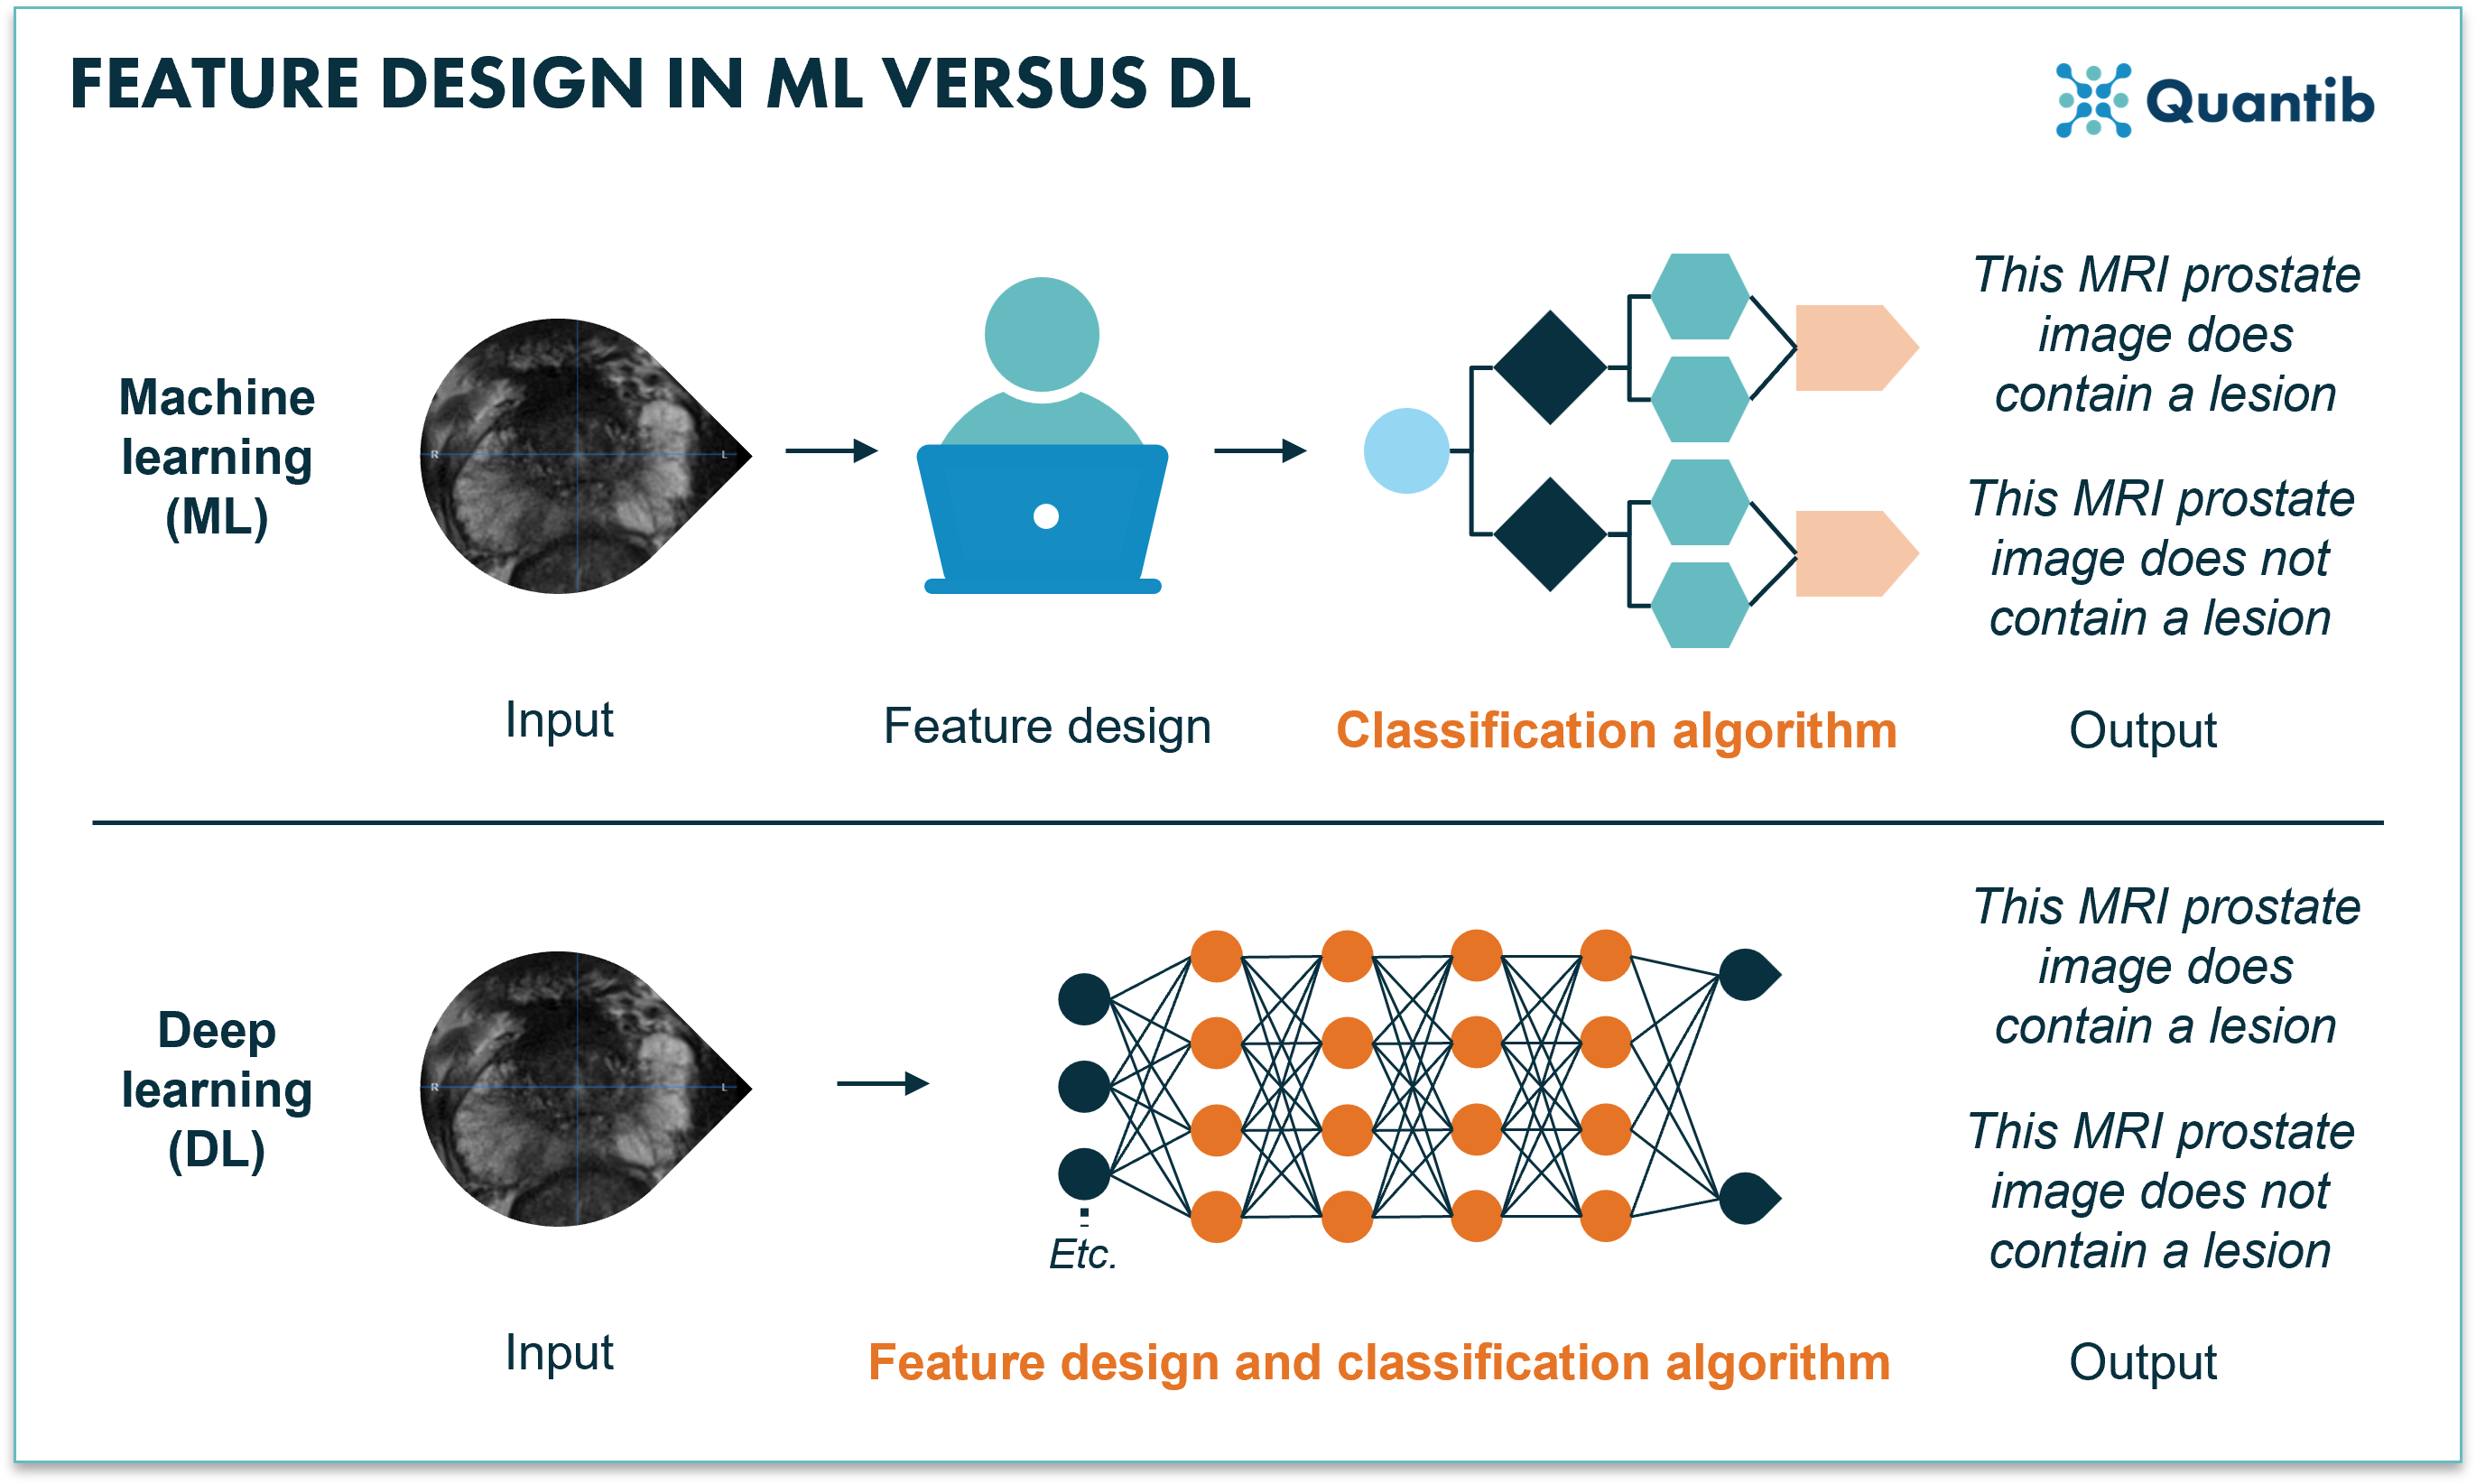 FEATURE DESIGN IN ML VERSUS DL
Quantib
Machine
learning
(ML)
R
L
This MRI prostate
image does
contain a lesion
This MRI prostate
image does not
contain a lesion
Input
Feature design
Classification algorithm
Output
Deep
learning
(DL)
R
L
Etc.
This MRI prostate
image does
contain a lesion
This MRI prostate
image does not
contain a lesion
Input
Feature design and classification algorithm
Output